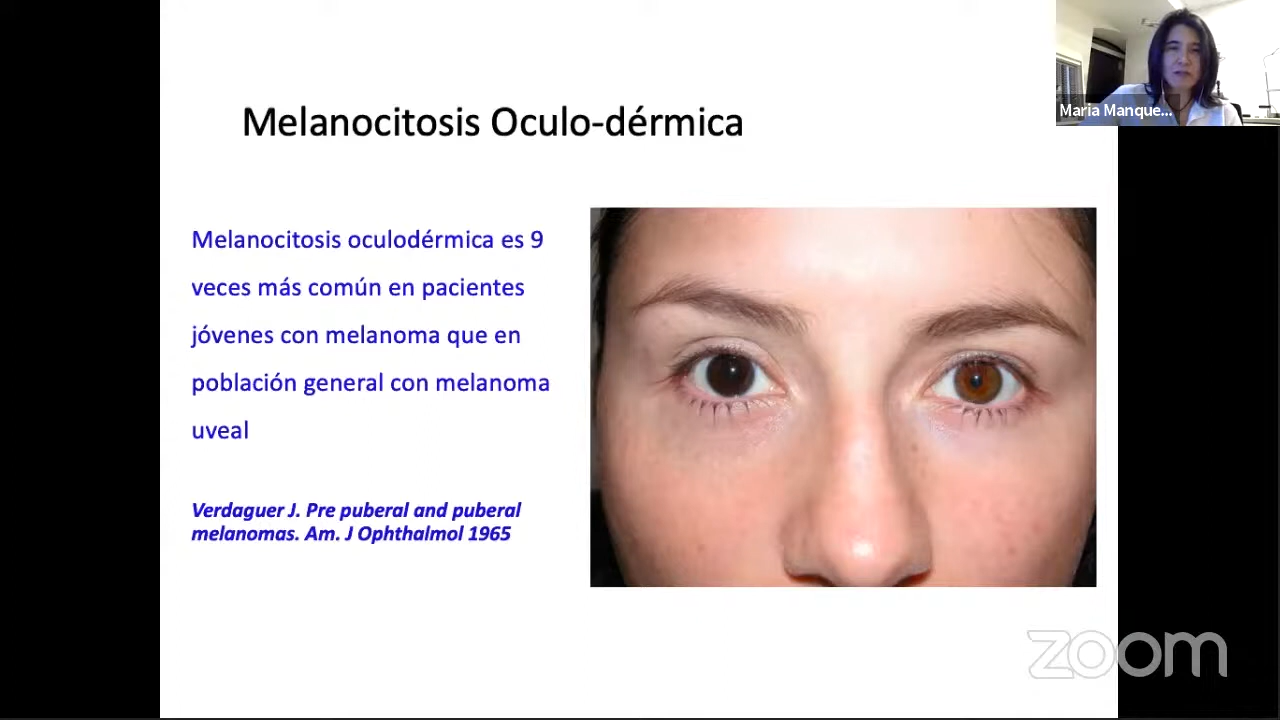 Melanocitosis Oculo-dérmica
Maria Manque...
Melanocitosis oculodérmica es 9
veces más común en pacientes
jóvenes con melanoma que en
población general con melanoma
uveal
Verdaguer J. Pre puberal and puberal
melanomas. Am. J Ophthalmol 1965
zoom